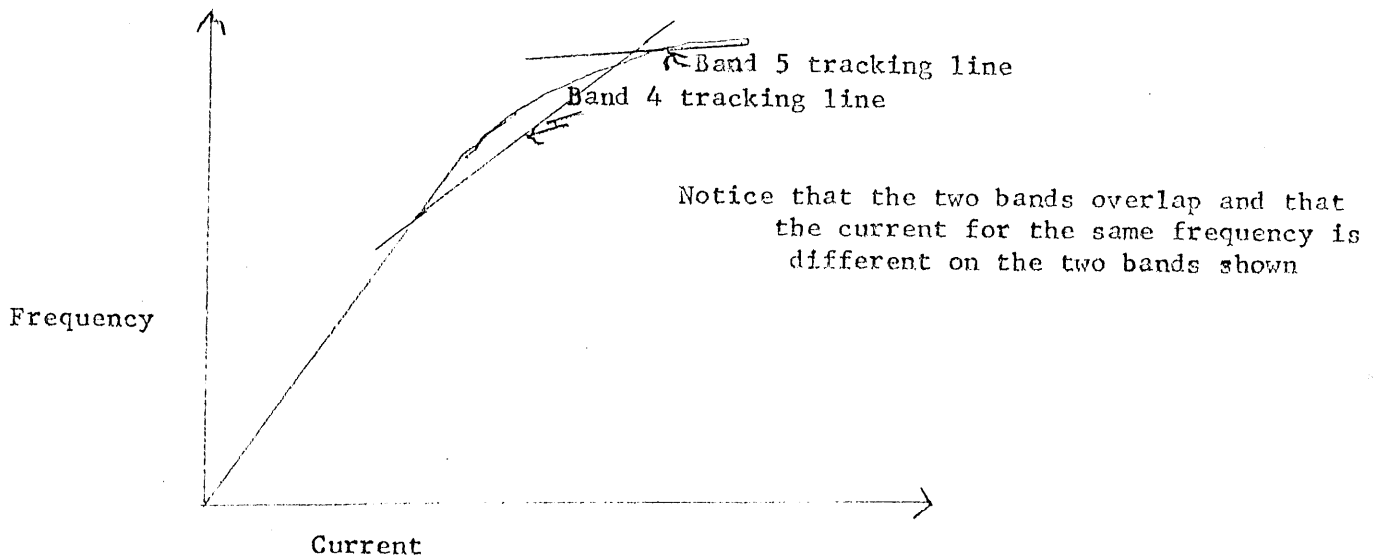 Band 5 tracking line
Band 4 tracking line
Notice that the two bands overlap and that
the current for the same frequency is
different on the two bands shown
Frequency
Current